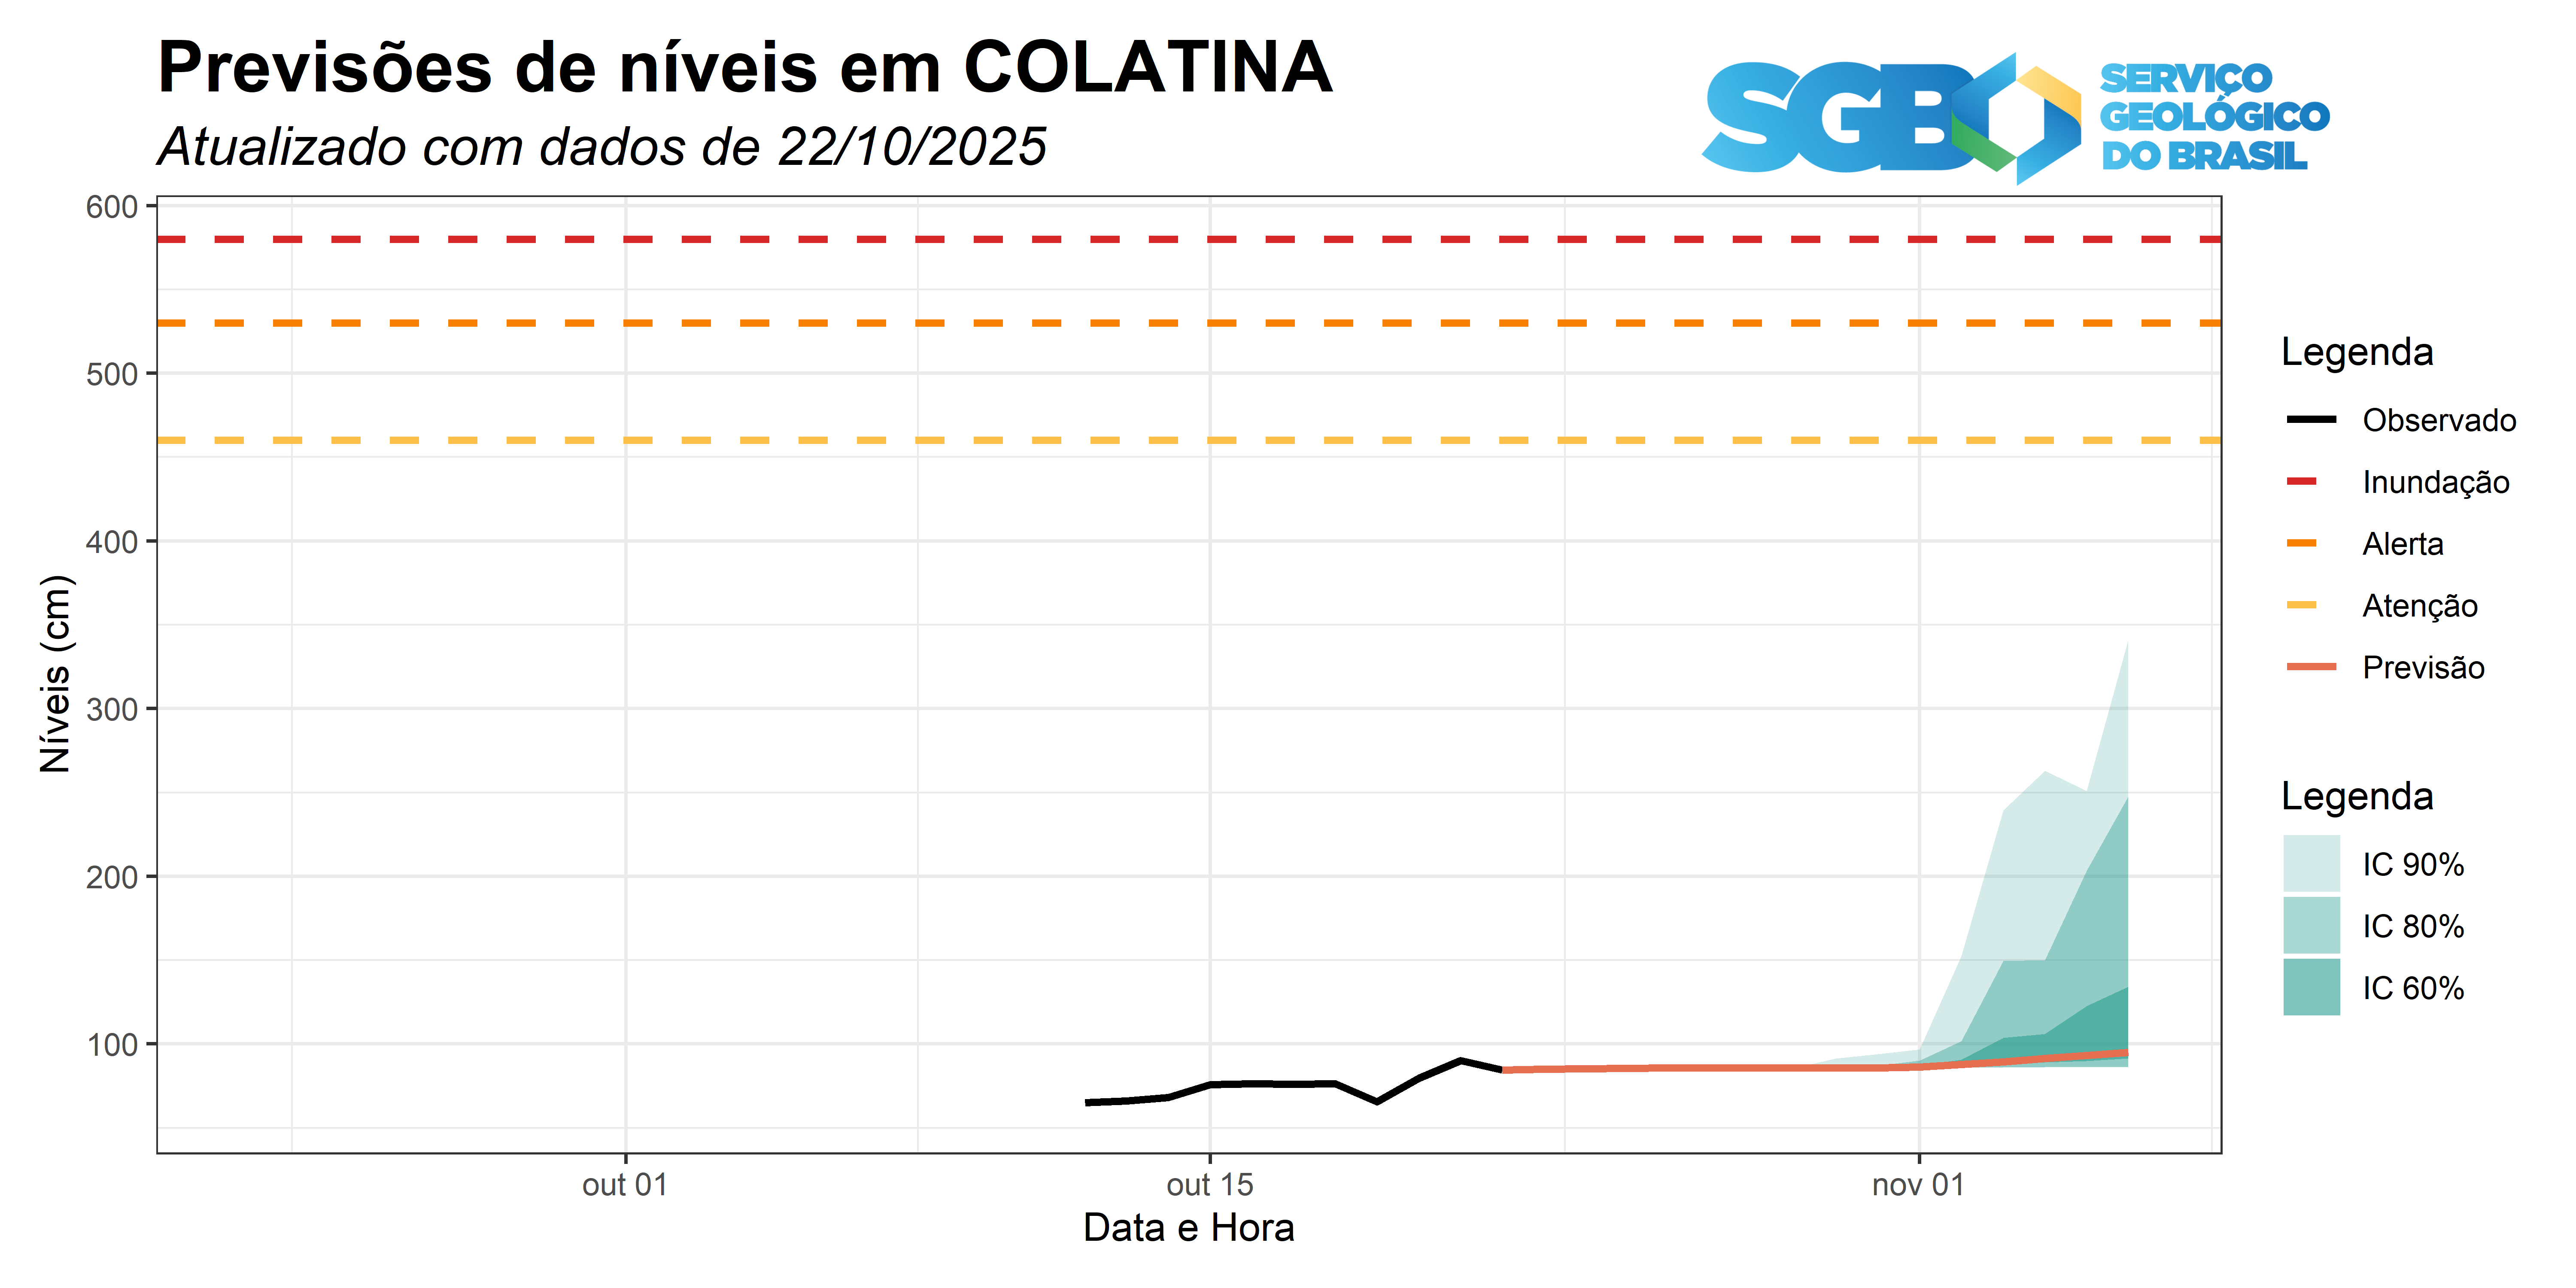 Previsões de níveis em COLATINA
Atualizado com dados de 22/10/2025
SGB
SERVIÇO
GEOLÓGICO
DO BRASIL
600
500
400
300
200
100
Níveis (cm)
out 01
out 15
nov 01
Data e Hora
Legenda
Observado
Inundação
Alerta
Atenção
Previsão
Legenda
IC 90%
IC 80%
IC 60%